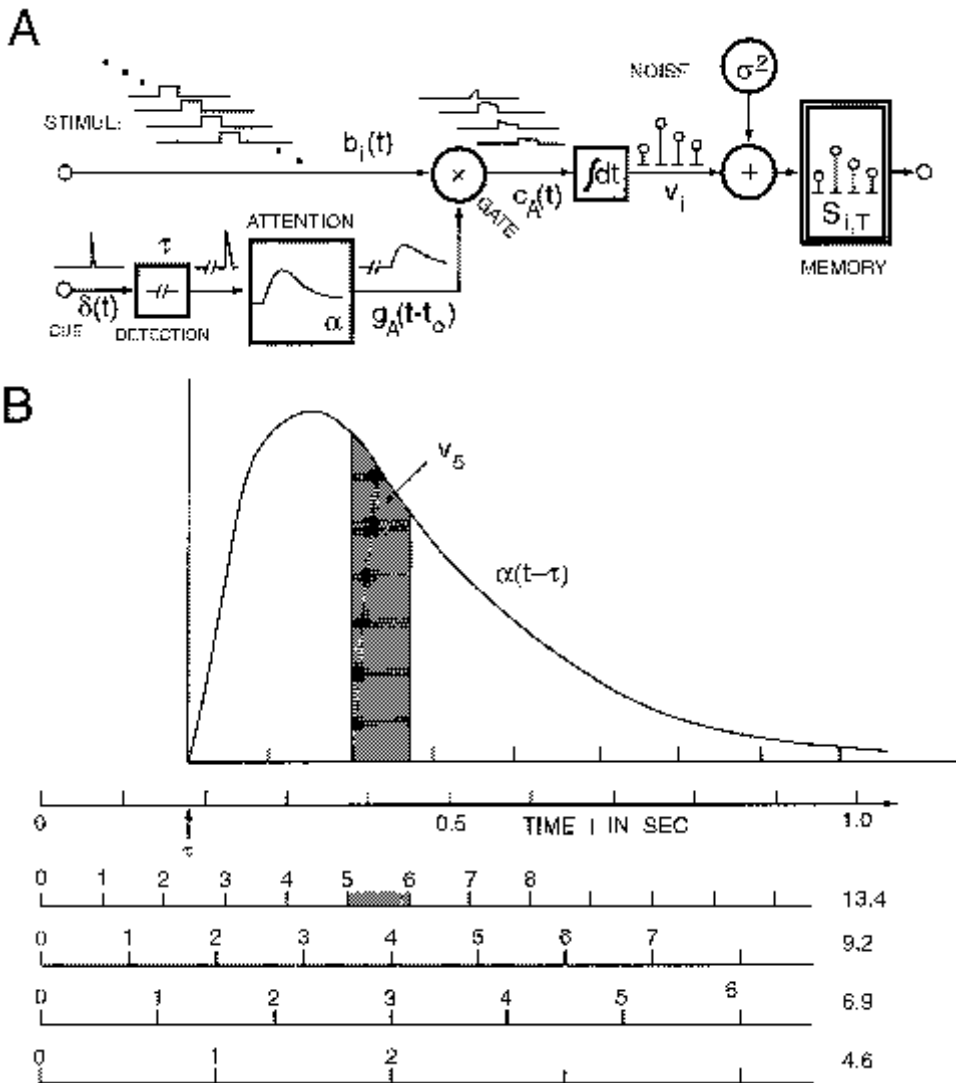 A
STIMUL:
b_i(t)
NOISE
σ²
×
GATE
c_A(t)
∫dt
v_i
+
S_i,T
MEMORY
ATTENTION
τ
δ(t)
α
g_A(t-t_o)
CUE
DETECTION
B
v_5
α(t−τ)
0 0.5 TIME t IN SEC 1.0
τ
0 1 2 3 4 5 6 7 8 13.4
0 1 2 3 4 5 6 7 9.2
0 1 2 3 4 5 6 6.9
0 1 2 4.6